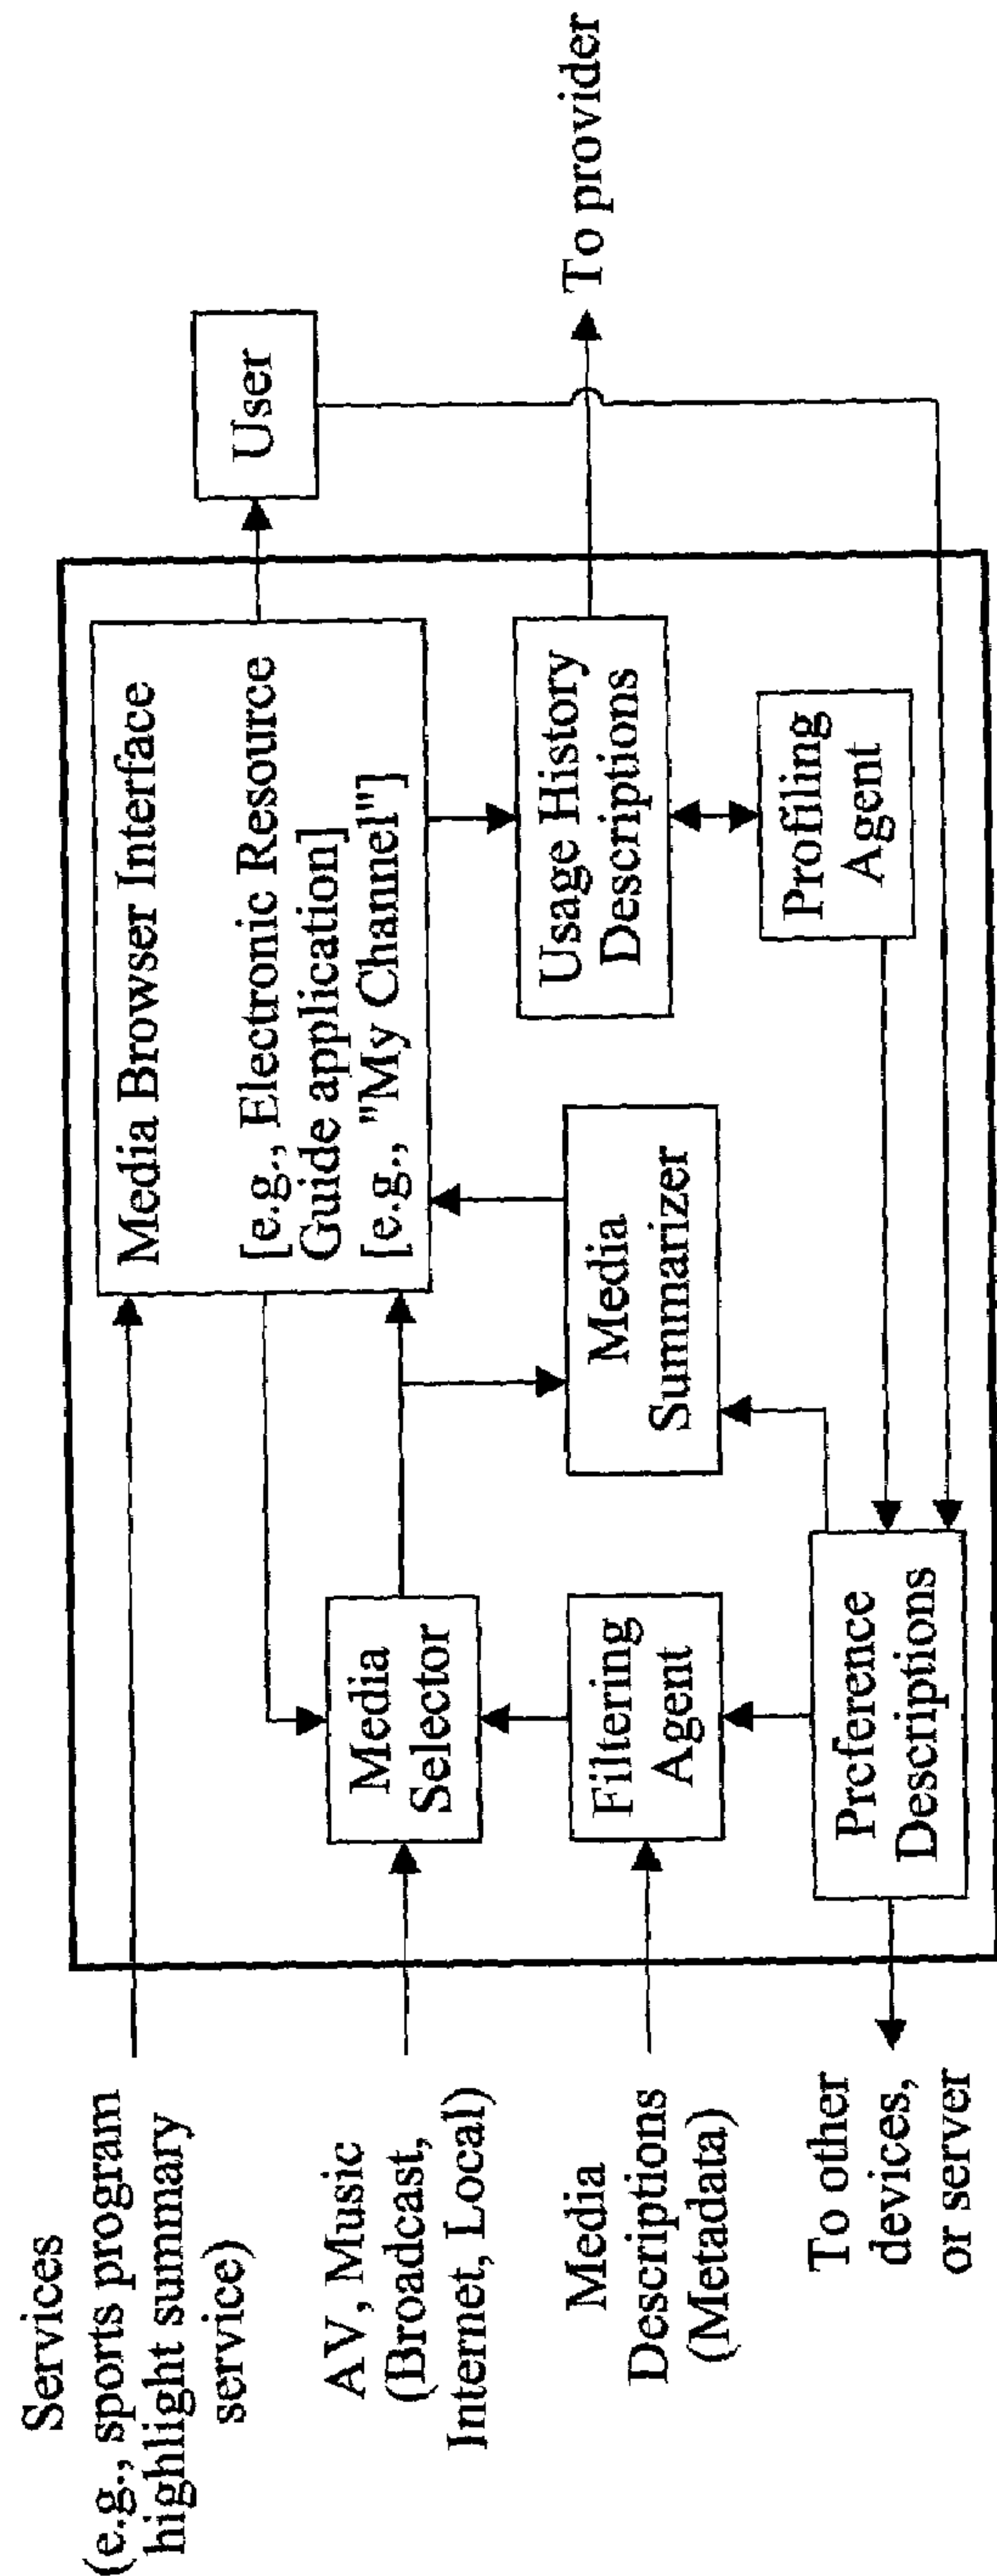 Services
(e.g., sports program
highlight summary
service)
AV, Music
(Broadcast,
Internet, Local)
Media
Descriptions
(Metadata)
To other
devices,
or server
Media Browser Interface
[e.g., Electronic Resource
Guide application]
[e.g., "My Channel"]
User
Media
Selector
Filtering
Agent
Preference
Descriptions
Media
Summarizer
Usage History
Descriptions
Profiling
Agent
To provider